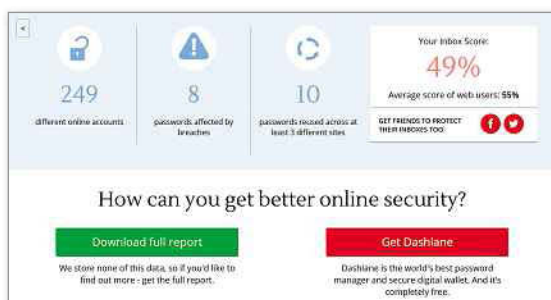 <
249
different online accounts
8
passwords affected by
breaches
10
passwords reused across at
least 3 different sites
Your Inbox Score:
49%
Average score of web users: 55%
GET FRIENDS TO PROTECT
THEIR INBOXES TOO:
How can you get better online security?
Download full report
We store none of this data, so if you'd like to
find out more - get the full report.
Get Dashlane
Dashlane is the world's best password
manager and secure digital wallet. And it's
completely free.